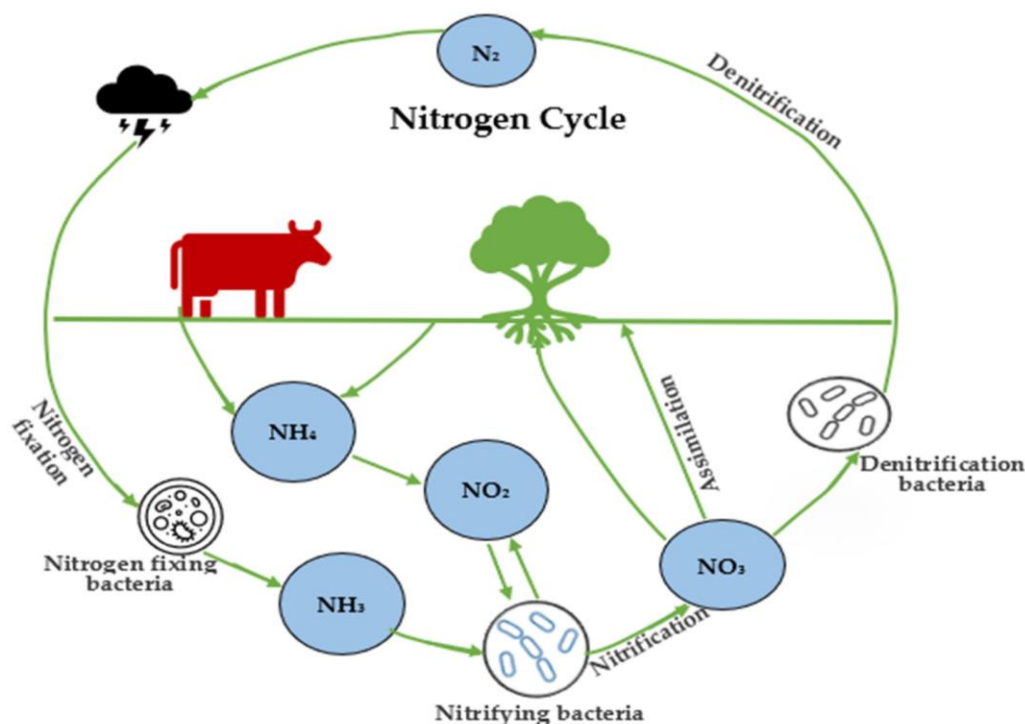 N₂
Nitrogen Cycle
Denitrification
NH₄
Nitrogen
fixation
NO₂
Assimilation
Denitrification
bacteria
Nitrogen fixing
bacteria
NH₃
NO₃
Nitrification
Nitrifying bacteria